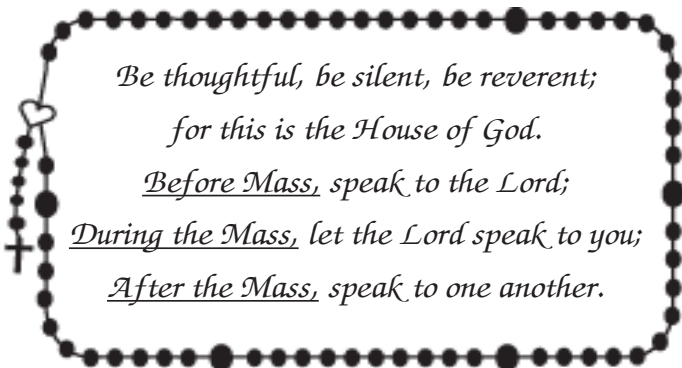 Be thoughtful, be silent, be reverent;
for this is the House of God.
Before Mass, speak to the Lord;
During the Mass, let the Lord speak to you;
After the Mass, speak to one another.